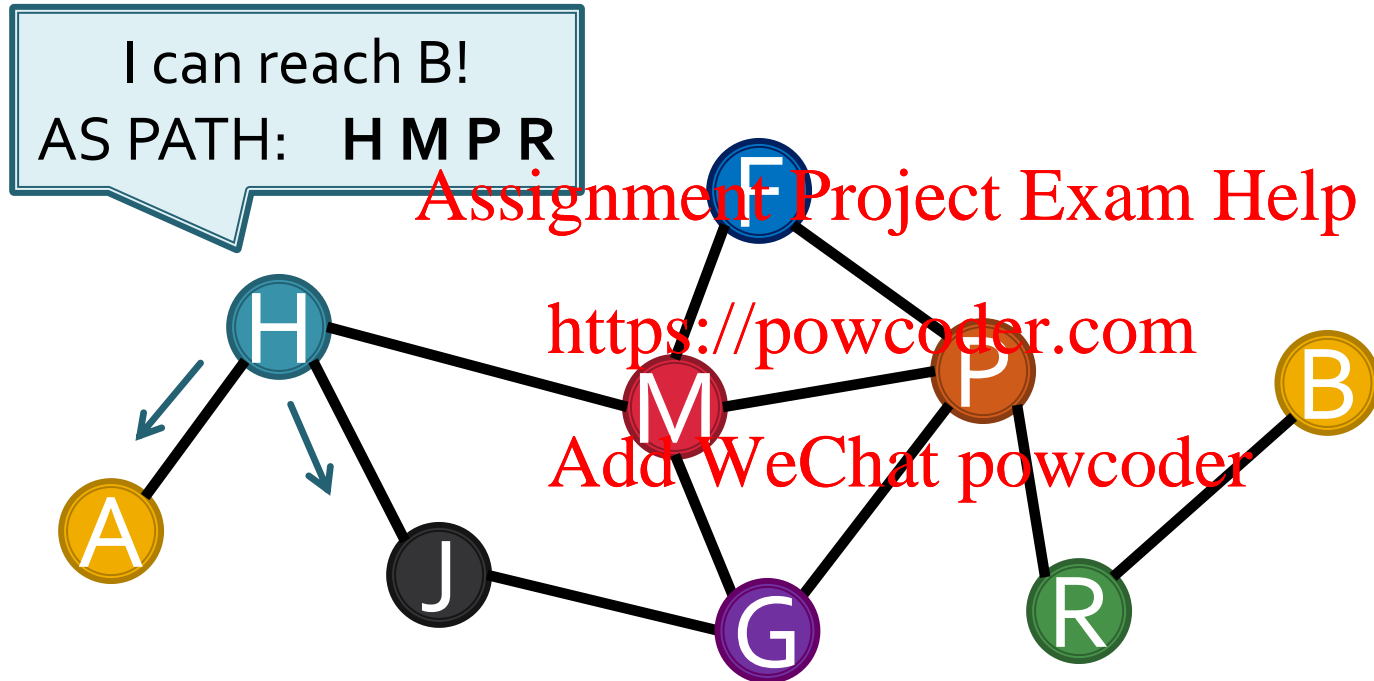 I can reach B!
AS PATH: H M P R
F
Assignment Project Exam Help
H
https://powcoder.com
P
B
M
Add WeChat powcoder
A
J
G
R